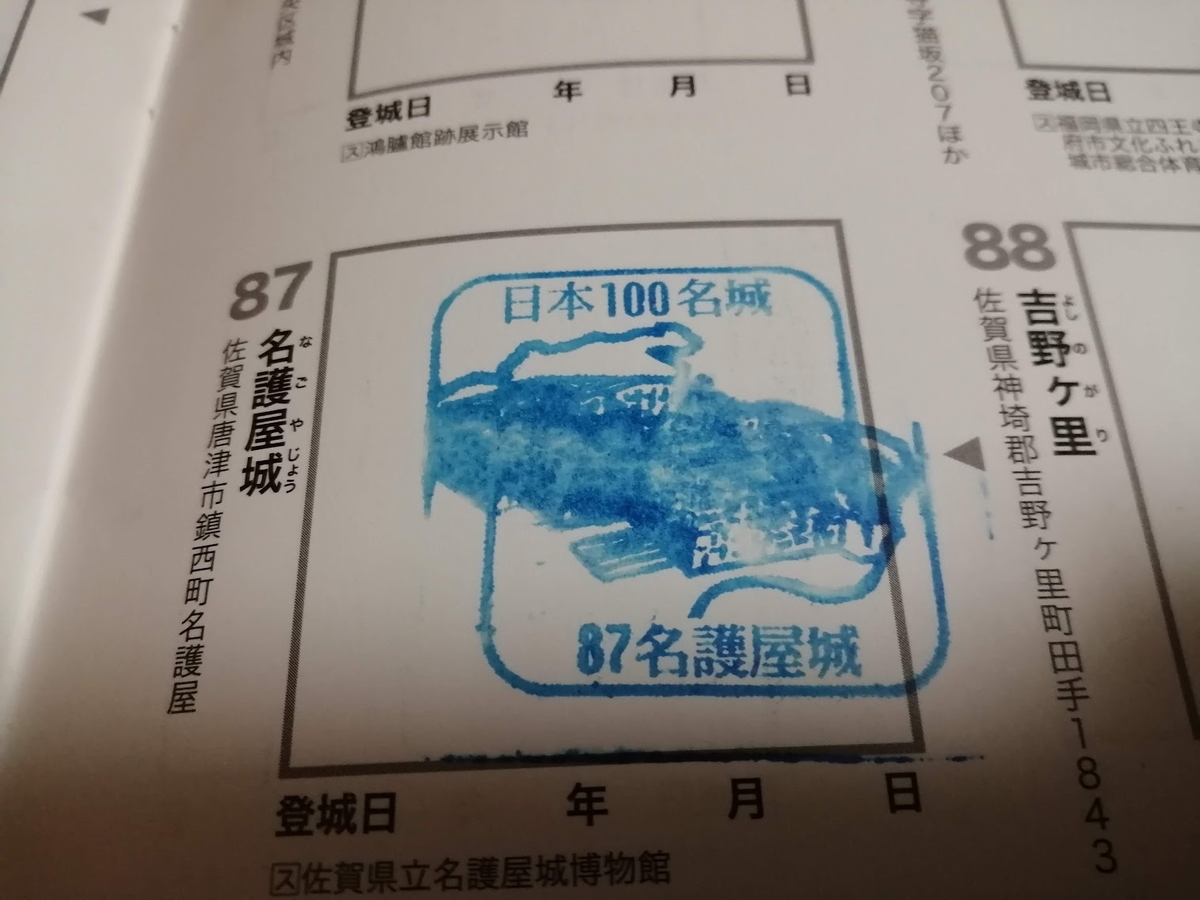 年 月 日
登城日
ス鴻臚館跡展示館
207ほか
登城日
ス福岡県立四王
府市文化ふれ
城市総合体育
87
名護屋城
なごやじょう
佐賀県唐津市鎮西町名護屋
日本100名城
87名護屋城
登城日 年 月 日
ス佐賀県立名護屋城博物館
88
吉野ヶ里
よしのがり
佐賀県神埼郡吉野ヶ里町田手1843